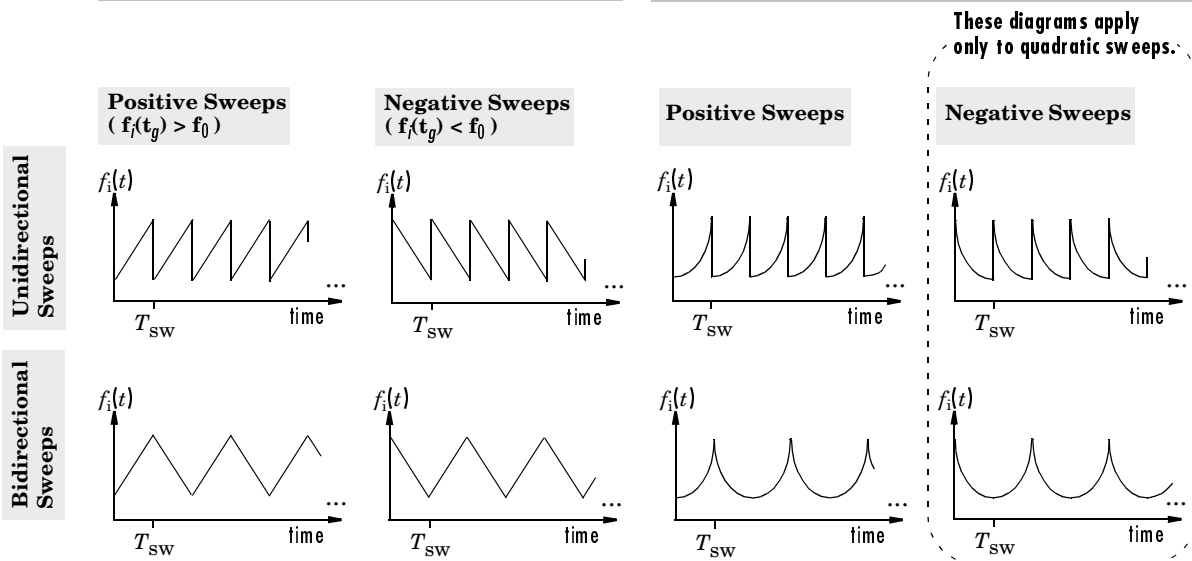 These diagrams apply
only to quadratic sweeps.
Positive Sweeps
( fi(tg) > f0 )
Negative Sweeps
( fi(tg) < f0 )
Positive Sweeps
Negative Sweeps
Unidirectional
Sweeps
fi(t)
...
Tsw
time
fi(t)
...
Tsw
time
fi(t)
...
Tsw
time
fi(t)
...
Tsw
time
Bidirectional
Sweeps
fi(t)
...
Tsw
time
fi(t)
...
Tsw
time
fi(t)
...
Tsw
time
fi(t)
...
Tsw
time